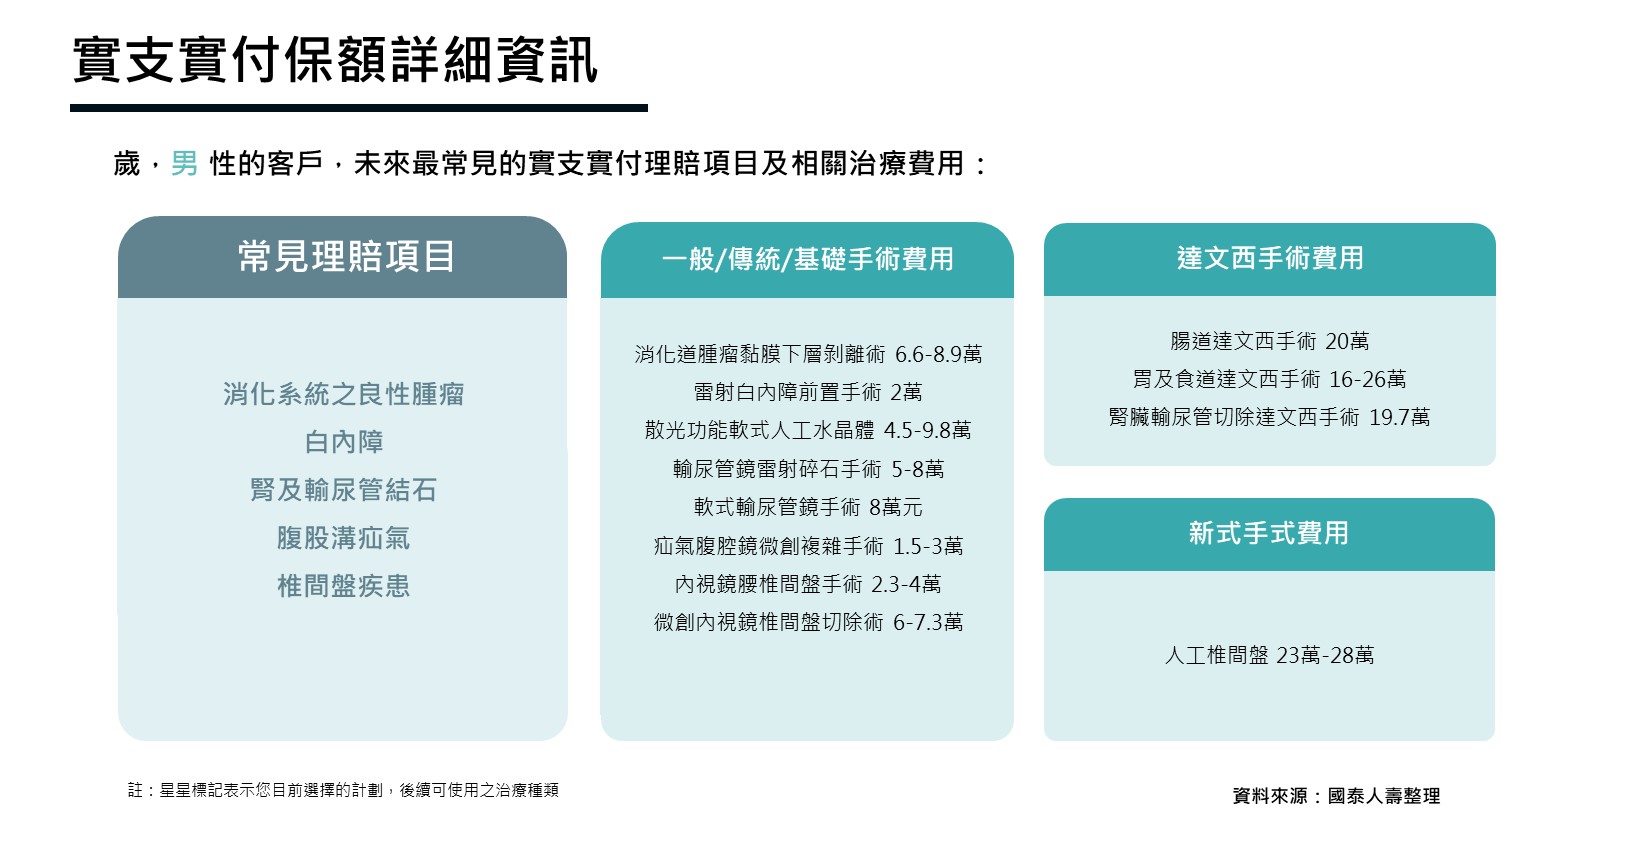 實支實付保額詳細資訊
歲，男 性的客戶，未來最常見的實支實付理賠項目及相關治療費用：
常見理賠項目
消化系統之良性腫瘤
白內障
腎及輸尿管結石
腹股溝疝氣
椎間盤疾患
一般/傳統/基礎手術費用
消化道腫瘤黏膜下層剝離術 6.6-8.9萬
雷射白內障前置手術 2萬
散光功能軟式人工水晶體 4.5-9.8萬
輸尿管鏡雷射碎石手術 5-8萬
軟式輸尿管鏡手術 8萬元
疝氣腹腔鏡微創複雜手術 1.5-3萬
內視鏡腰椎間盤手術 2.3-4萬
微創內視鏡椎間盤切除術 6-7.3萬
達文西手術費用
腸道達文西手術 20萬
胃及食道達文西手術 16-26萬
腎臟輸尿管切除達文西手術 19.7萬
新式手式費用
人工椎間盤 23萬-28萬
註：星星標記表示您目前選擇的計劃，後續可使用之治療種類
資料來源：國泰人壽整理